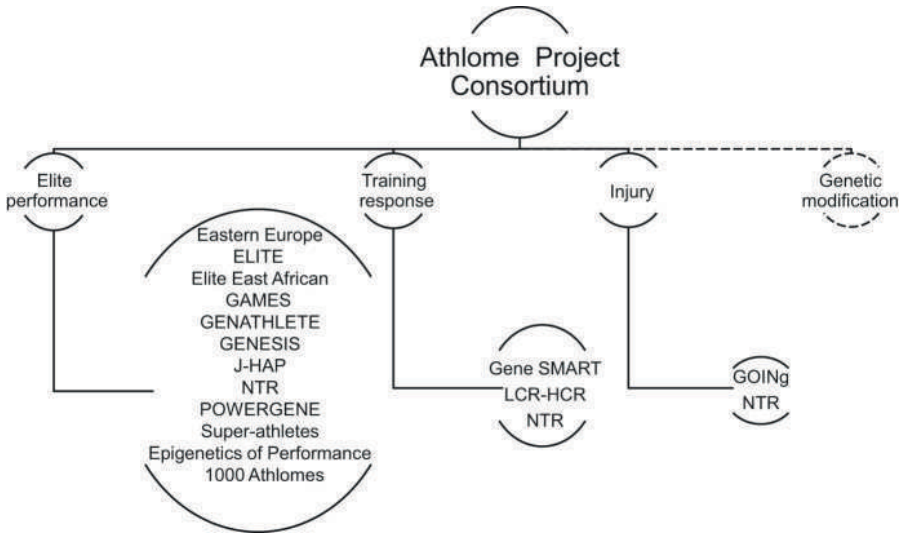 Athlome Project
Consortium
Elite
performance
Training
response
Injury
Genetic
modification
Eastern Europe
ELITE
Elite East African
GAMES
GENATHLETE
GENESIS
J-HAP
NTR
POWERGENE
Super-athletes
Epigenetics of Performance
1000 Athlomes
Gene SMART
LCR-HCR
NTR
GOINg
NTR